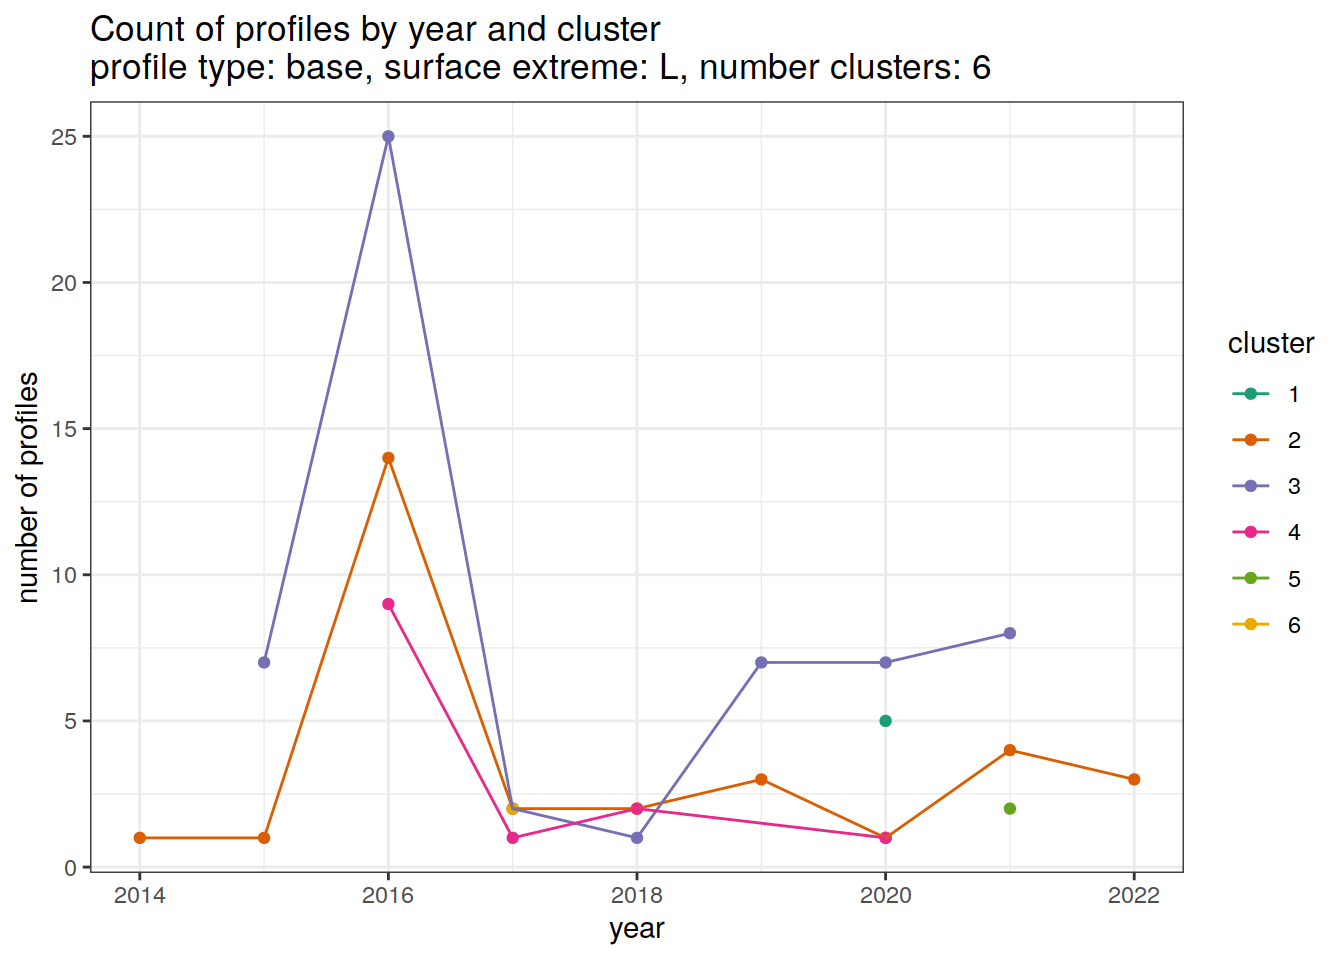 Count of profiles by year and cluster
profile type: base, surface extreme: L, number clusters: 6
25
20
15
10
5
0
number of profiles
2014 2016 2018 2020 2022
year
cluster
1
2
3
4
5
6